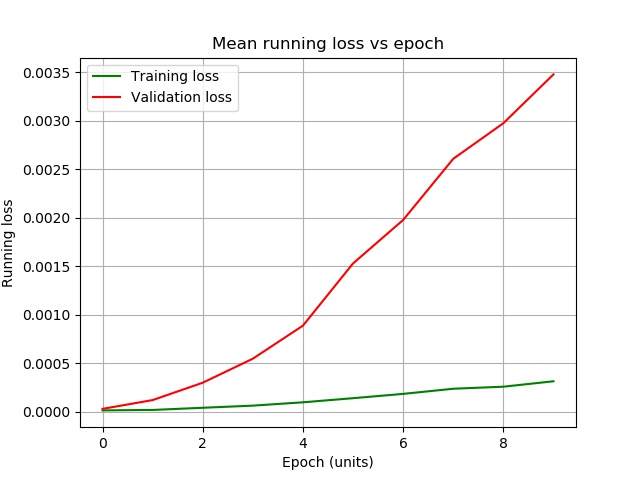 Mean running loss vs epoch
Training loss
Validation loss
Running loss
0.0035
0.0030
0.0025
0.0020
0.0015
0.0010
0.0005
0.0000
0 2 4 6 8
Epoch (units)